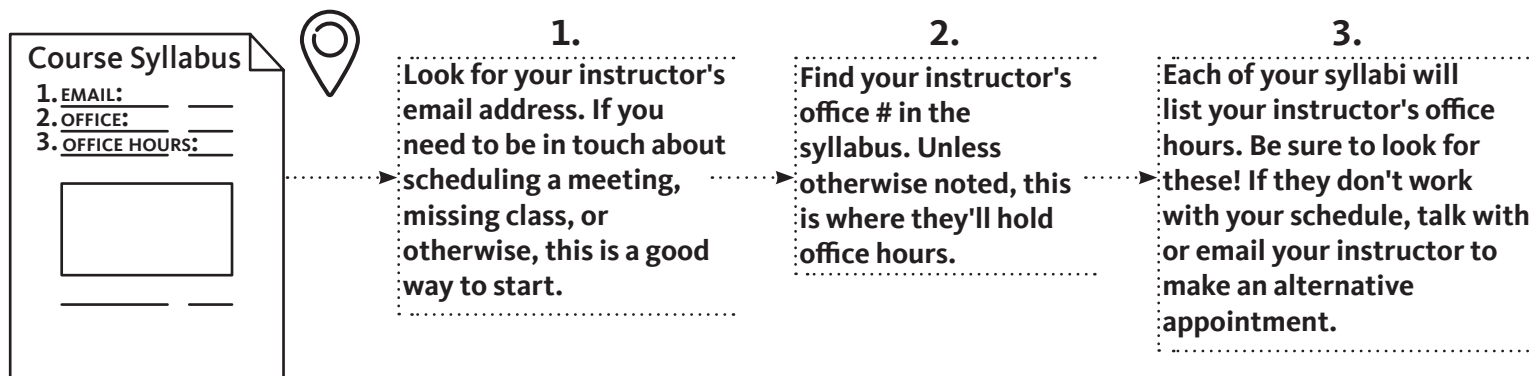 Course Syllabus
1. EMAIL:
2. OFFICE:
3. OFFICE HOURS:
1.
Look for your instructor's
email address. If you
need to be in touch about
scheduling a meeting,
missing class, or
otherwise, this is a good
way to start.
2.
Find your instructor's
office # in the
syllabus. Unless
otherwise noted, this
is where they'll hold
office hours.
3.
Each of your syllabi will
list your instructor's office
hours. Be sure to look for
these! If they don't work
with your schedule, talk with
or email your instructor to
make an alternative
appointment.